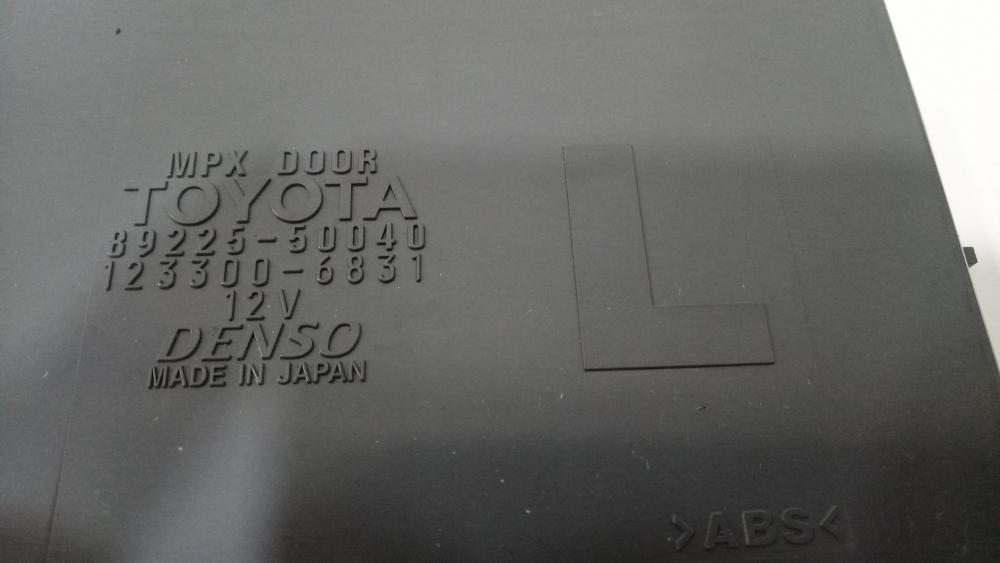 MPX DOOR
TOYOTA
89225-50040
123300-6831
12V
DENSO
MADE IN JAPAN
L
>ABS<